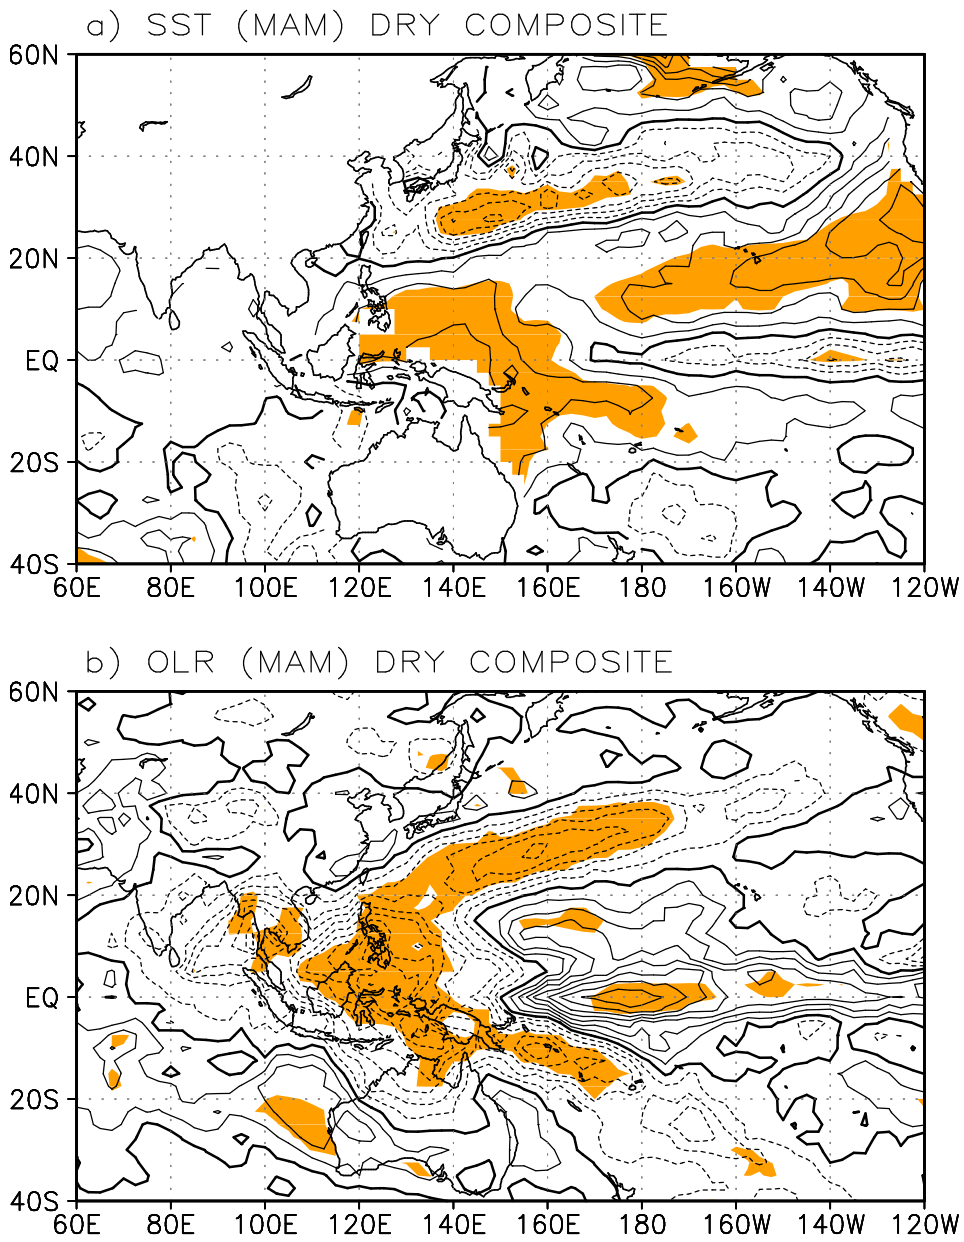 a) SST (MAM) DRY COMPOSITE
60N
40N
20N
EQ
20S
40S
60E 80E 100E 120E 140E 160E 180 160W 140W 120W
b) OLR (MAM) DRY COMPOSITE
60N
40N
20N
EQ
20S
40S
60E 80E 100E 120E 140E 160E 180 160W 140W 120W